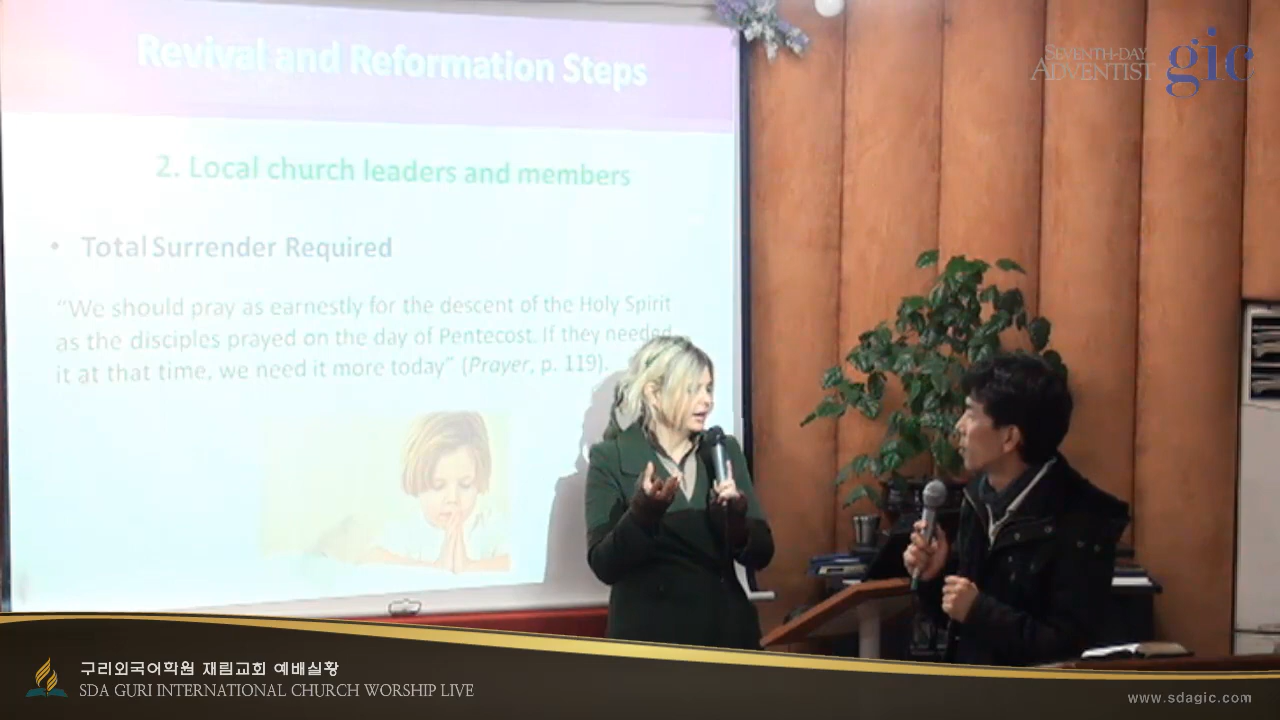 Revival and Reformation Steps
SEVENTH-DAY
ADVENTIST
gic
2. Local church leaders and members
• Total Surrender Required
“We should pray as earnestly for the descent of the Holy Spirit
as the disciples prayed on the day of Pentecost. If they needed
it at that time, we need it more today” (Prayer, p. 119).
구리외국어학원 재림교회 예배실황
SDA GURI INTERNATIONAL CHURCH WORSHIP LIVE
www.sdagic.com